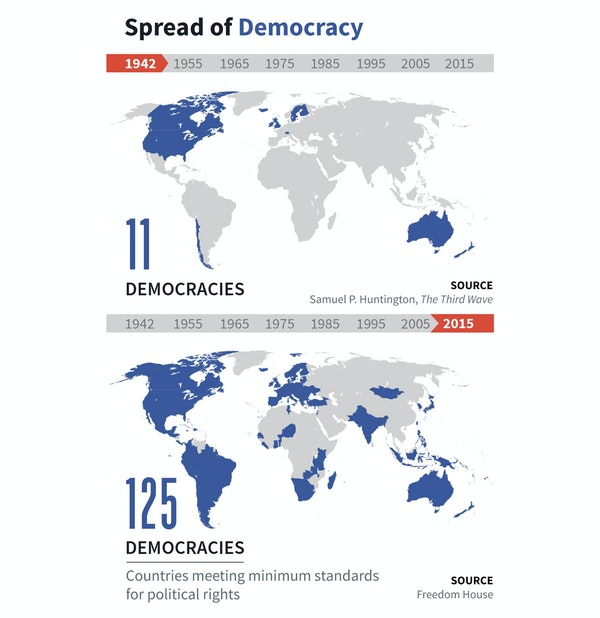 Spread of Democracy
1942 1955 1965 1975 1985 1995 2005 2015
11
DEMOCRACIES
SOURCE
Samuel P. Huntington, The Third Wave
1942 1955 1965 1975 1985 1995 2005 2015
125
DEMOCRACIES
Countries meeting minimum standards
for political rights
SOURCE
Freedom House